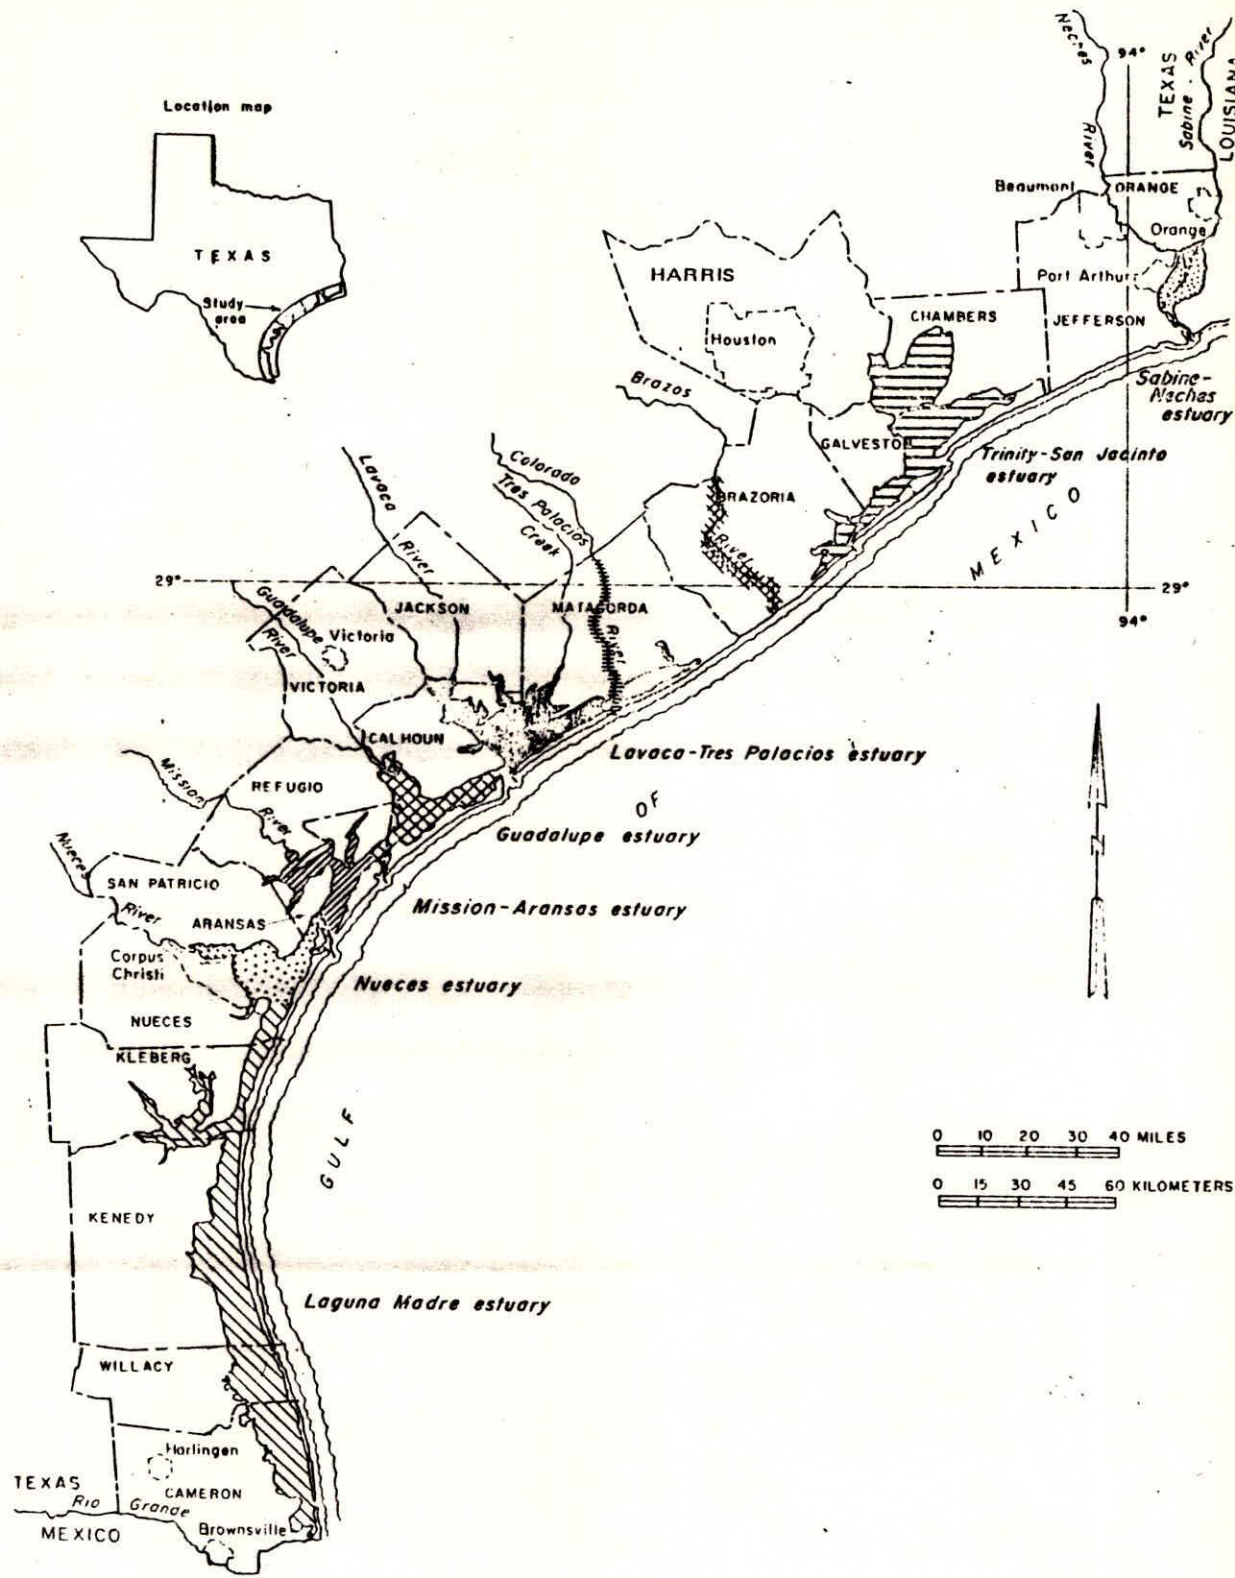 Location map
TEXAS
Study
area
Neches
River
94°
TEXAS
Sabine River
LOUISIANA
Beaumont
ORANGE
Orange
Port Arthur
HARRIS
Houston
CHAMBERS
JEFFERSON
Sabine-
Neches
estuary
Brazos
River
GALVESTON
Trinity-San Jacinto
estuary
BRAZORIA
Colorado
River
Tres Palacios
Creek
Lavaca
River
29°
29°
94°
Guadalupe
River
JACKSON
MATAGORDA
Victoria
VICTORIA
CALHOUN
Lavaca-Tres Palacios estuary
Mission
River
REFUGIO
Guadalupe estuary
Nueces
River
SAN PATRICIO
ARANSAS
Mission-Aransas estuary
Corpus
Christi
Nueces estuary
NUECES
KLEBERG
GULF
OF
MEXICO
N
0 10 20 30 40 MILES
0 15 30 45 60 KILOMETERS
KENEDY
Laguna Madre estuary
WILLACY
Harlingen
CAMERON
TEXAS
Rio Grande
MEXICO
Brownsville